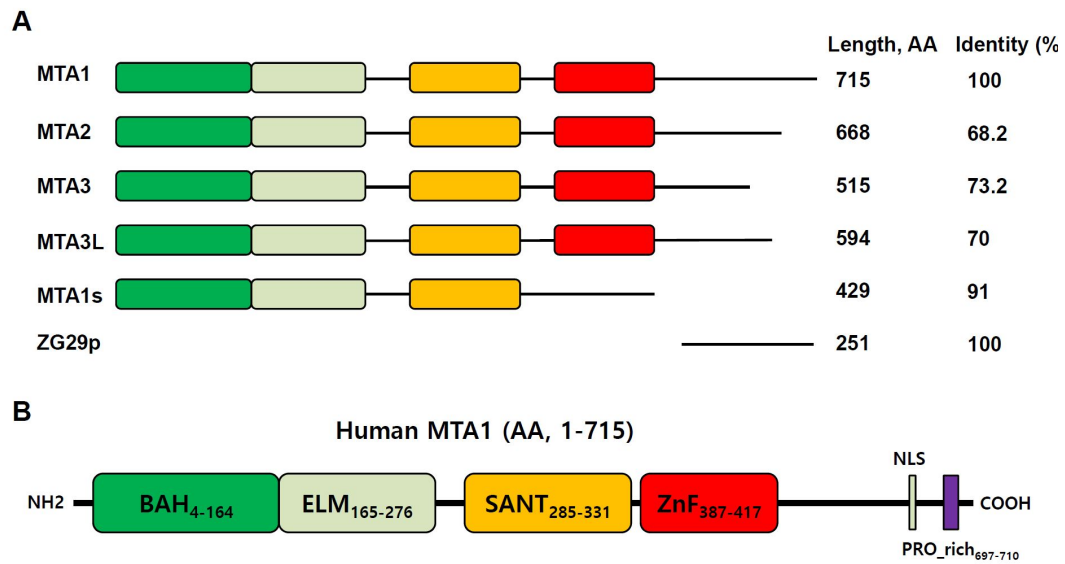 A
Length, AA Identity (%
MTA1 715 100
MTA2 668 68.2
MTA3 515 73.2
MTA3L 594 70
MTA1s 429 91
ZG29p 251 100
B
Human MTA1 (AA, 1-715)
NLS
NH2 BAH4-164 ELM165-276 SANT285-331 ZnF387-417 COOH
PRO_rich697-710